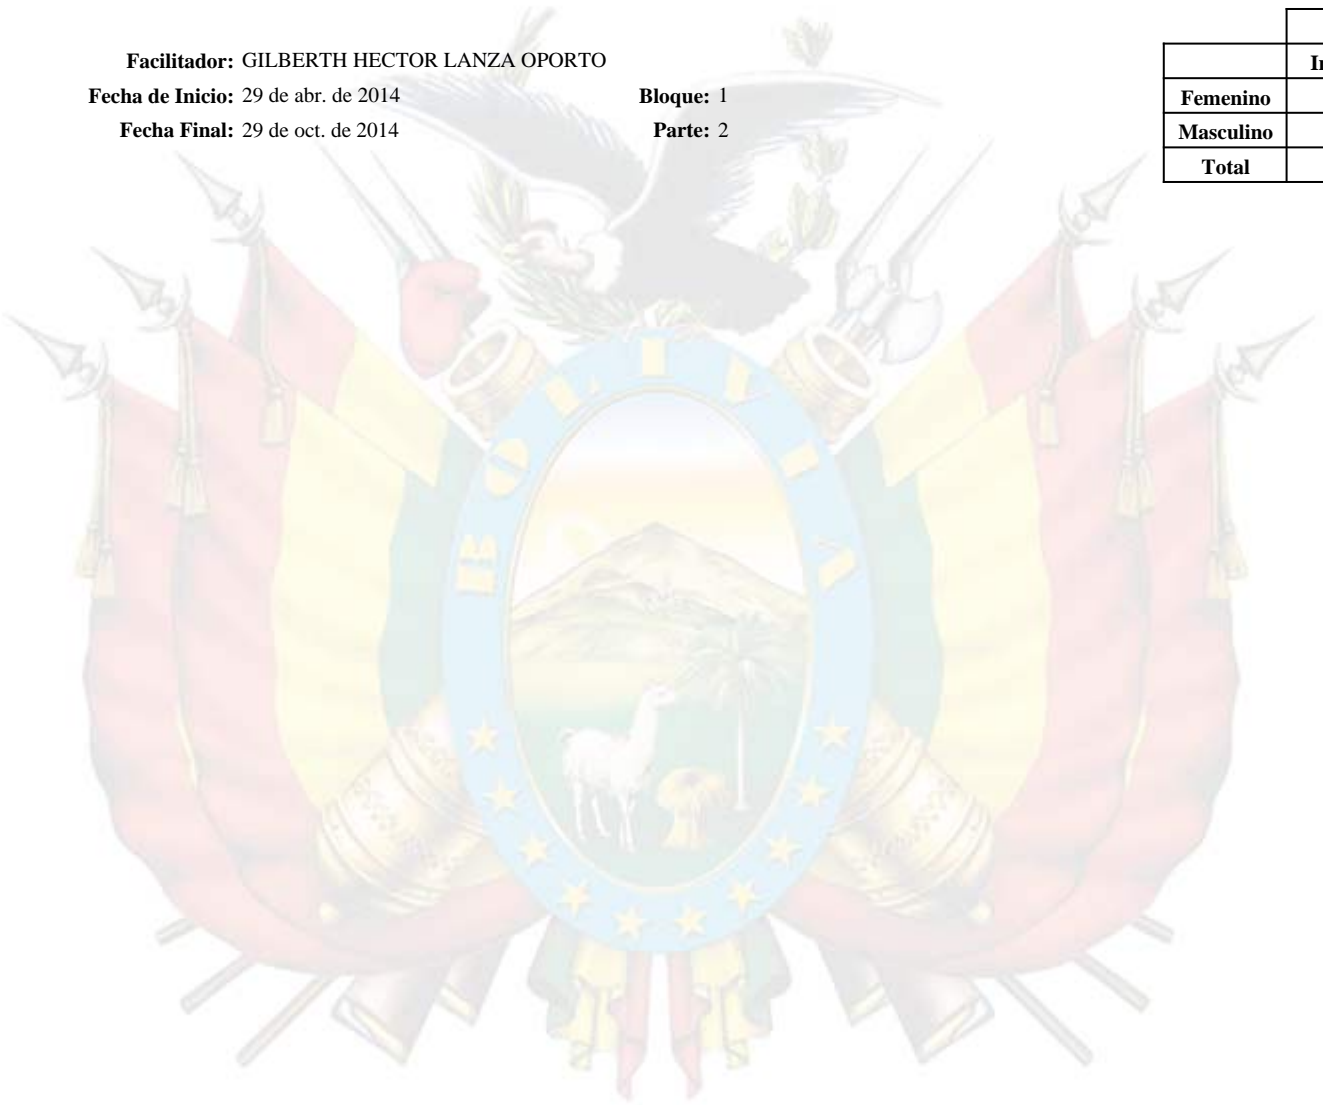 Facilitador: GILBERTH HECTOR LANZA OPORTO
Fecha de Inicio: 29 de abr. de 2014 Bloque: 1
Fecha Final: 29 de oct. de 2014 Parte: 2
Femenino
Masculino
Total
BOLIVIA